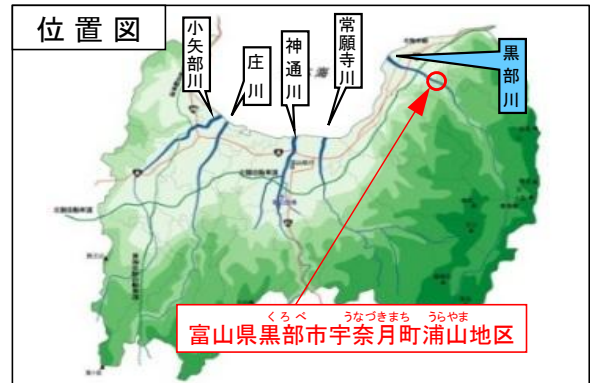 位置図
小矢部川
庄川
神通川
常願寺川
黒部川
海
くろべ うなづきまち うらやま
富山県黒部市宇奈月町浦山地区